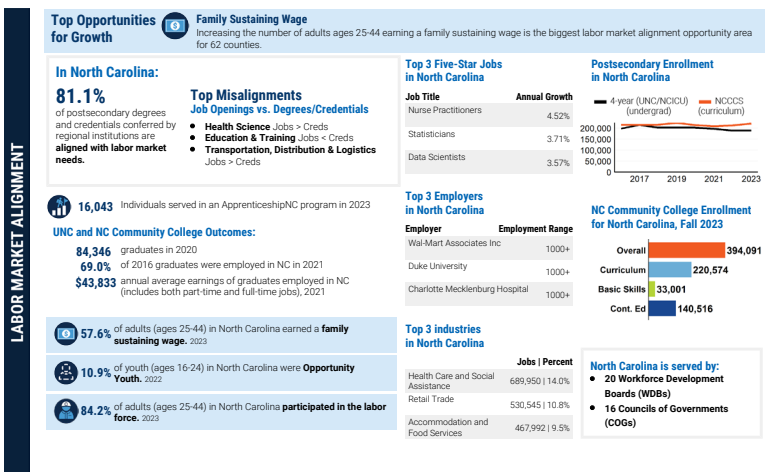 LABOR MARKET ALIGNMENT
Top Opportunities
for Growth
Family Sustaining Wage
Increasing the number of adults ages 25-44 earning a family sustaining wage is the biggest labor market alignment opportunity area
for 62 counties.
In North Carolina:
81.1%
of postsecondary degrees
and credentials conferred by
regional institutions are
aligned with labor market
needs.
Top Misalignments
Job Openings vs. Degrees/Credentials
• Health Science Jobs > Creds
• Education & Training Jobs < Creds
• Transportation, Distribution & Logistics
Jobs > Creds
16,043 Individuals served in an ApprenticeshipNC program in 2023
UNC and NC Community College Outcomes:
84,346 graduates in 2020
69.0% of 2016 graduates were employed in NC in 2021
$43,833 annual average earnings of graduates employed in NC
(includes both part-time and full-time jobs), 2021
57.6% of adults (ages 25-44) in North Carolina earned a family
sustaining wage. 2023
10.9% of youth (ages 16-24) in North Carolina were Opportunity
Youth. 2022
84.2% of adults (ages 25-44) in North Carolina participated in the labor
force. 2023
Top 3 Five-Star Jobs
in North Carolina
Job Title Annual Growth
Nurse Practitioners 4.52%
Statisticians 3.71%
Data Scientists 3.57%
Top 3 Employers
in North Carolina
Employer Employment Range
Wal-Mart Associates Inc 1000+
Duke University 1000+
Charlotte Mecklenburg Hospital 1000+
Top 3 industries
in North Carolina
Jobs | Percent
Health Care and Social
Assistance 689,950 | 14.0%
Retail Trade 530,545 | 10.8%
Accommodation and
Food Services 467,992 | 9.5%
Postsecondary Enrollment
in North Carolina
4-year (UNC/NCICU)
(undergrad)
NCCCS
(curriculum)
200,000
150,000
100,000
50,000
0
2017 2019 2021 2023
NC Community College Enrollment
for North Carolina, Fall 2023
Overall 394,091
Curriculum 220,574
Basic Skills 33,001
Cont. Ed 140,516
North Carolina is served by:
• 20 Workforce Development
Boards (WDBs)
• 16 Councils of Governments
(COGs)